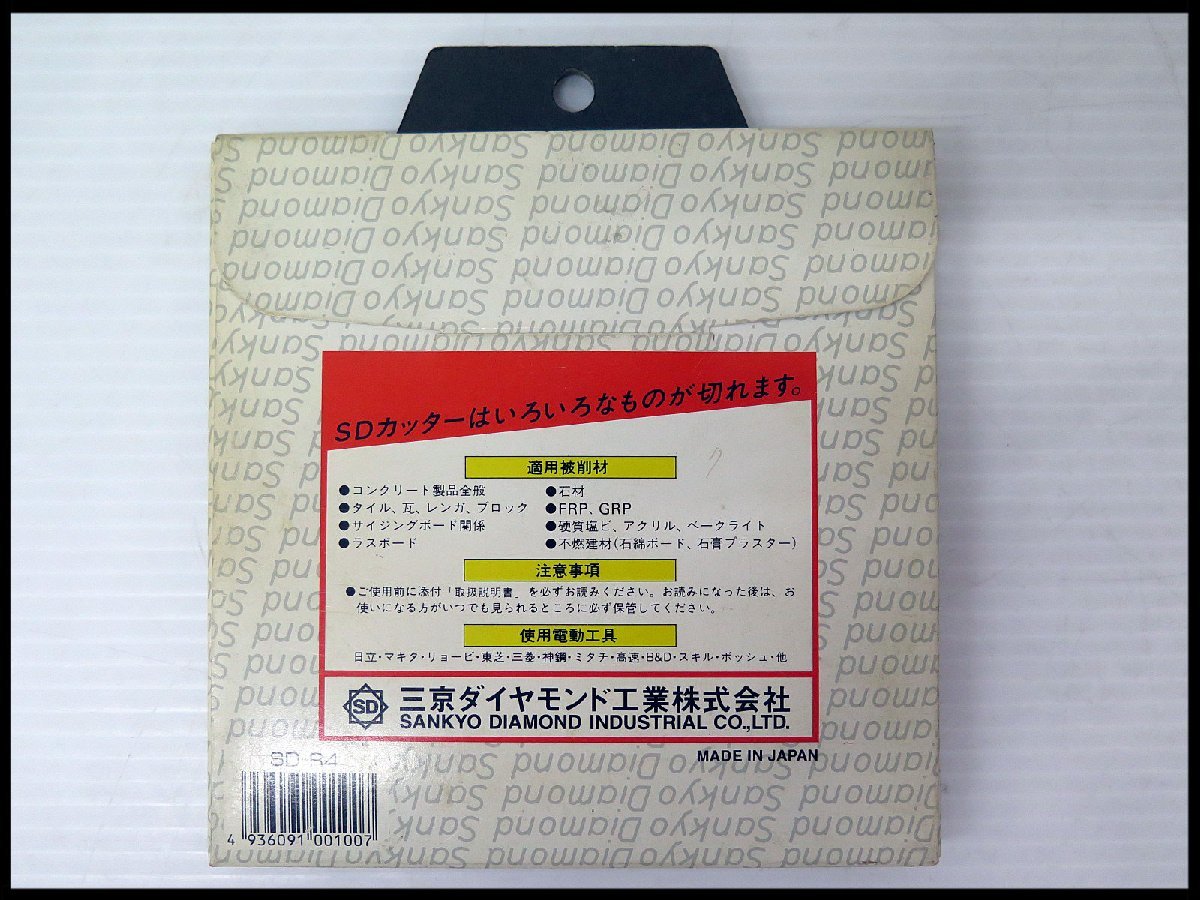 SDカッターはいろいろなものが切れます。
適用被削材
●コンクリート製品全般
●タイル、瓦、レンガ、ブロック
●サイジングボード関係
●ラスボード
●石材
●FRP、GRP
●硬質塩ビ、アクリル、ベークライト
●不燃建材(石綿ボード、石膏プラスター)
注意事項
●ご使用前に添付「取扱説明書」を必ずお読みください。お読みになった後は、お
使いになる方がいつでも見られるところに必ず保管してください。
使用電動工具
日立・マキタ・リョービ・東芝・三菱・神鋼・ミタチ・高速・B&D・スキル・ボッシュ・他
SD
三京ダイヤモンド工業株式会社
SANKYO DIAMOND INDUSTRIAL CO.,LTD.
MADE IN JAPAN
4 936091 001007